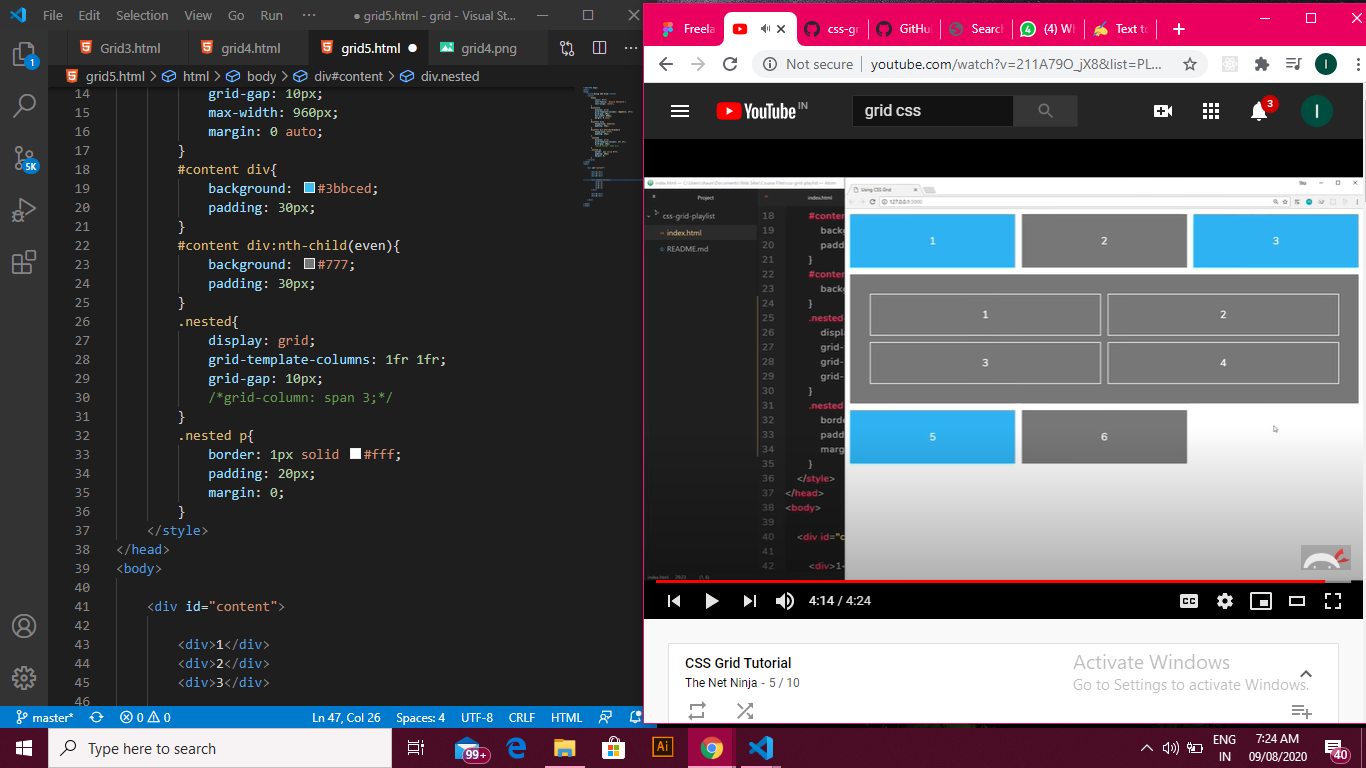 File Edit Selection View Go Run ··· ● grid5.html - grid - Visual St...
Grid3.html grid4.html grid5.html ● grid4.png
grid5.html > html > body > div#content > div.nested
14 grid-gap: 10px;
15 max-width: 960px;
16 margin: 0 auto;
17 }
18 #content div{
19 background: #3bbced;
20 padding: 30px;
21 }
22 #content div:nth-child(even){
23 background: #777;
24 padding: 30px;
25 }
26 .nested{
27 display: grid;
28 grid-template-columns: 1fr 1fr;
29 grid-gap: 10px;
30 /*grid-column: span 3;*/
31 }
32 .nested p{
33 border: 1px solid #fff;
34 padding: 20px;
35 margin: 0;
36 }
37 </style>
38 </head>
39 <body>
40
41 <div id="content">
42
43 <div>1</div>
44 <div>2</div>
45 <div>3</div>
46
1
5K
master* 0 0 Ln 47, Col 26 Spaces: 4 UTF-8 CRLF HTML
Freela css-gr GitHu Searc (4) W Text to
Not secure youtube.com/watch?v=211A79O_jX8&list=PL...
I
YouTube IN grid css 3 I
Project index.html Using CSS Grid
127.0.0.1:3000
css-grid-playlist
index.html
README.md
18 #conten
19 backg
20 padd
21 }
22 #conten
23 backg
24 }
25 .nested
26 displa
27 grid-
28 grid-
29 grid-
30 }
31 .nested
32 borde
33 padd
34 marg
35 }
36 </style>
37 </head>
38 <body>
39
40 <div id="c
41
42 <div>1<
1 2 3
1 2
3 4
5 6
4:14 / 4:24
CC
CSS Grid Tutorial
The Net Ninja - 5 / 10
Activate Windows
Go to Settings to activate Windows.
Type here to search
99+
Ai
ENG
IN
7:24 AM
09/08/2020
40